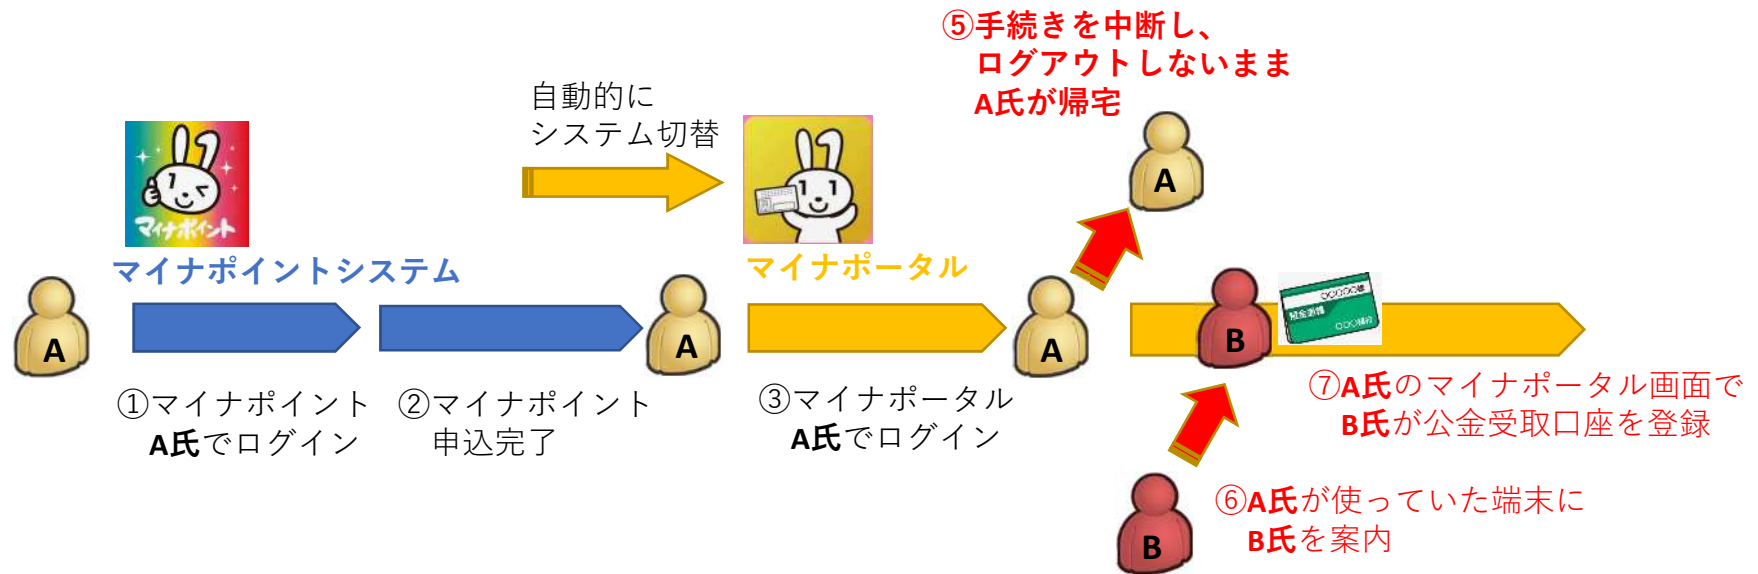 ⑤手続きを中断し、
ログアウトしないまま
A氏が帰宅
自動的に
システム切替
マイナポイント
マイナポイントシステム
マイナポータル
A
A
A
A
B
B
①マイナポイント
A氏でログイン
②マイナポイント
申込完了
③マイナポータル
A氏でログイン
⑦A氏のマイナポータル画面で
B氏が公金受取口座を登録
⑥A氏が使っていた端末に
B氏を案内